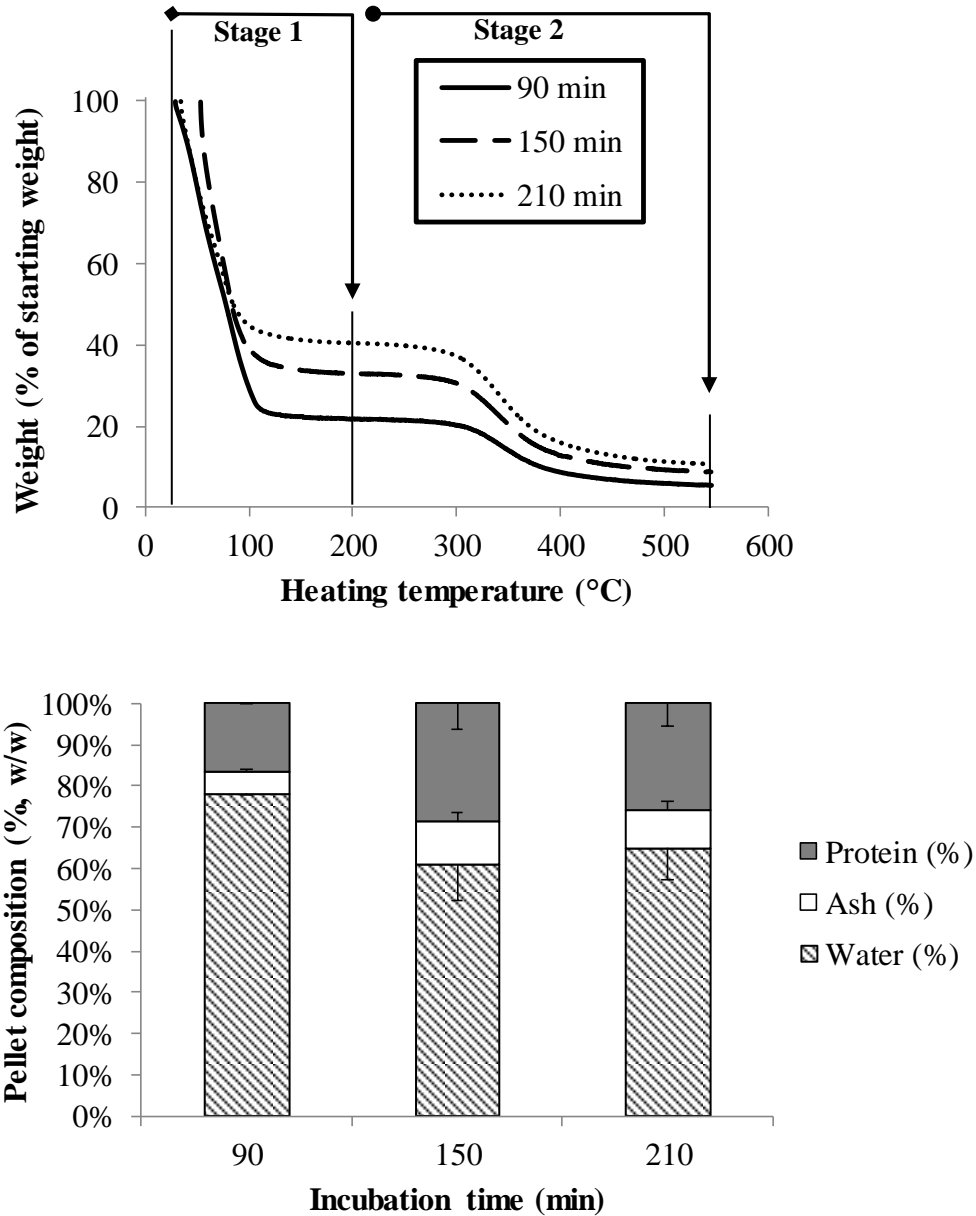 Stage 1
Stage 2
90 min
150 min
210 min
Weight (% of starting weight)
100
80
60
40
20
0
0 100 200 300 400 500 600
Heating temperature (°C)
Pellet composition (%, w/w)
100%
90%
80%
70%
60%
50%
40%
30%
20%
10%
0%
Protein (%)
Ash (%)
Water (%)
90 150 210
Incubation time (min)